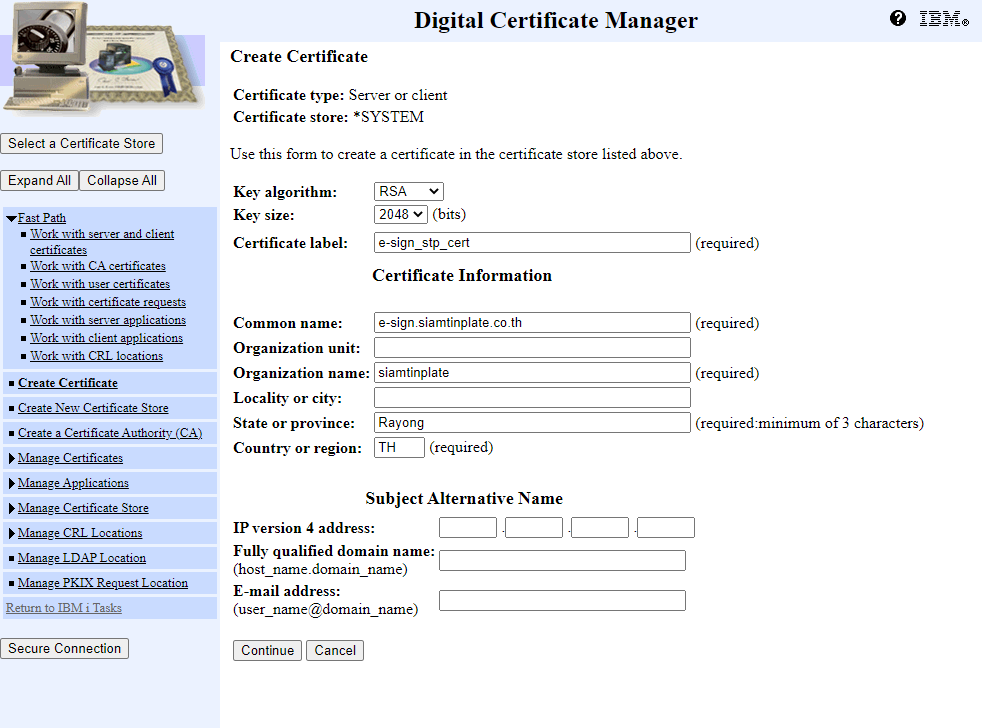 Digital Certificate Manager
IBM®
Select a Certificate Store
Expand All Collapse All
Fast Path
Work with server and client
certificates
Work with CA certificates
Work with user certificates
Work with certificate requests
Work with server applications
Work with client applications
Work with CRL locations
Create Certificate
Create New Certificate Store
Create a Certificate Authority (CA)
Manage Certificates
Manage Applications
Manage Certificate Store
Manage CRL Locations
Manage LDAP Location
Manage PKIX Request Location
Return to IBM i Tasks
Secure Connection
Create Certificate
Certificate type: Server or client
Certificate store: *SYSTEM
Use this form to create a certificate in the certificate store listed above.
Key algorithm: RSA
Key size: 2048 (bits)
Certificate label: e-sign_stp_cert (required)
Certificate Information
Common name: e-sign.siamtinplate.co.th (required)
Organization unit:
Organization name: siamtinplate (required)
Locality or city:
State or province: Rayong (required:minimum of 3 characters)
Country or region: TH (required)
Subject Alternative Name
IP version 4 address: . . .
Fully qualified domain name:
(host_name.domain_name)
E-mail address:
(user_name@domain_name)
Continue Cancel